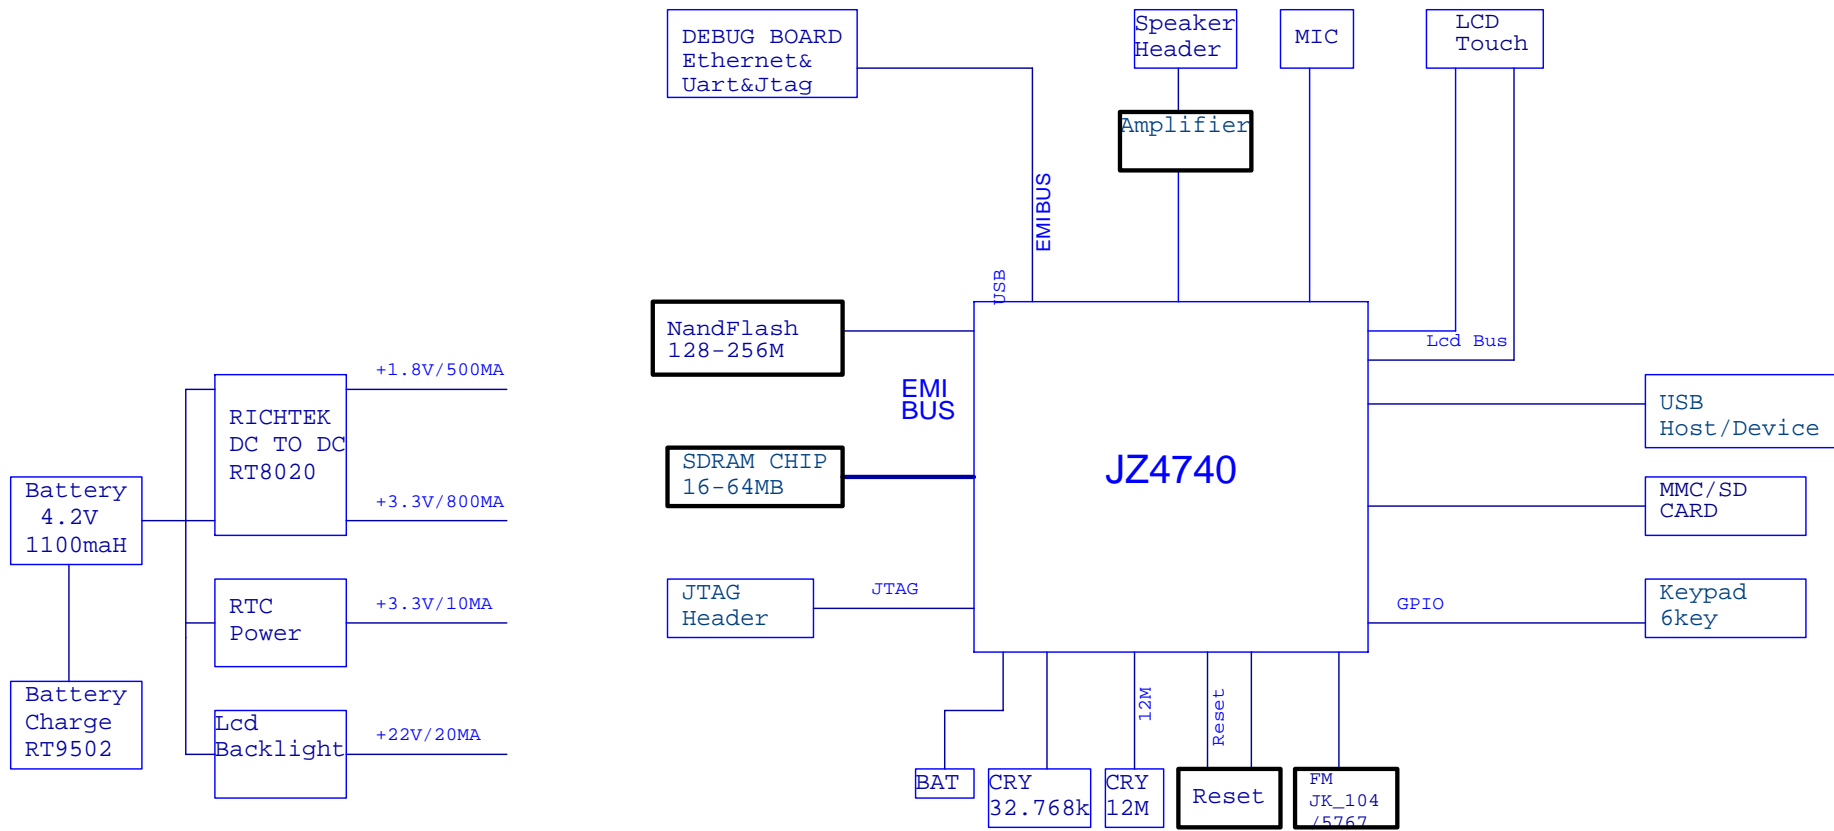 DEBUG BOARD
Ethernet&
Uart&Jtag
Speaker
Header
MIC
LCD
Touch
Amplifier
EMIBUS
USB
NandFlash
128-256M
Lcd Bus
EMI
BUS
+1.8V/500MA
RICHTEK
DC TO DC
RT8020
+3.3V/800MA
USB
Host/Device
SDRAM CHIP
16-64MB
JZ4740
Battery
4.2V
1100maH
MMC/SD
CARD
RTC
Power
+3.3V/10MA
JTAG
Header
JTAG
GPIO
Keypad
6key
Battery
Charge
RT9502
Lcd
Backlight
+22V/20MA
12M
Reset
BAT
CRY
32.768k
CRY
12M
Reset
FM
JK_104
/5767